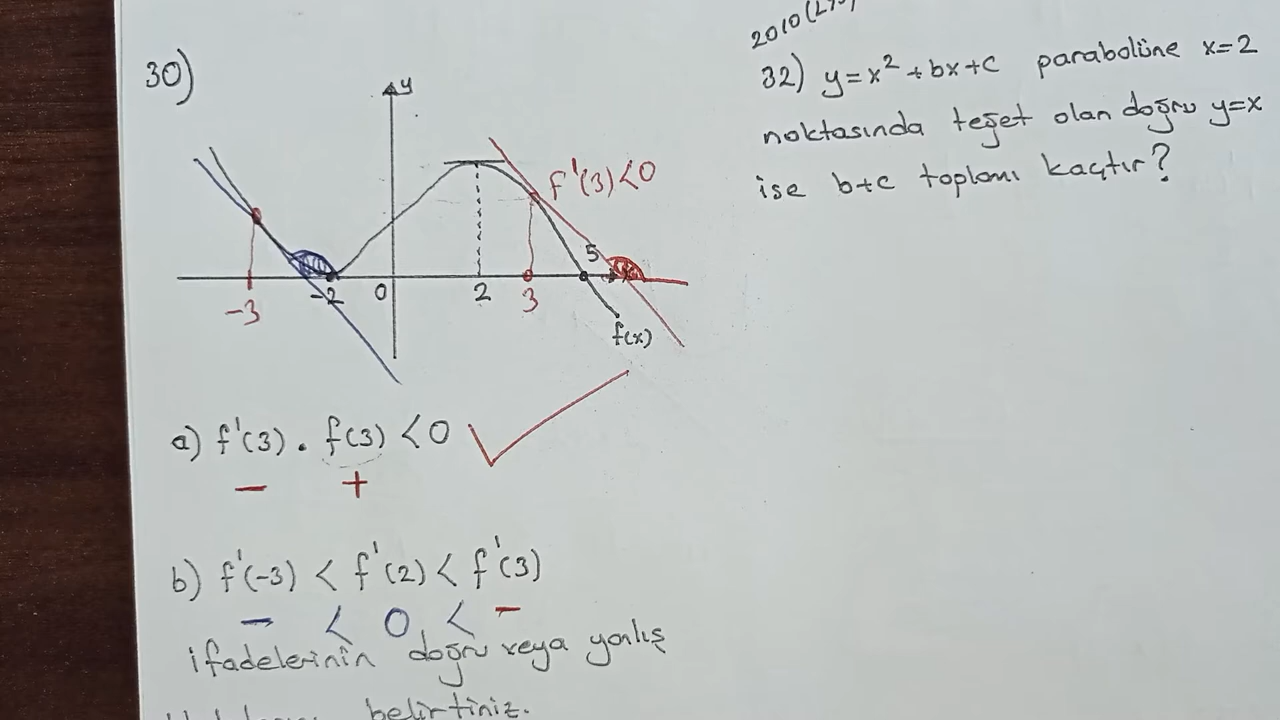 30)
y
f'(3)<0
5
-3
-2
0
2
3
f(x)
a) f'(3) . f(3) <0
- +
b) f'(-3) < f'(2) < f'(3)
- < 0 < -
ifadelerinin doğru veya yanlış
belirtiniz.
2010
32) y=x²+bx+c parabolüne x=2
noktasında teğet olan doğru y=x
ise b+c toplamı kaçtır?